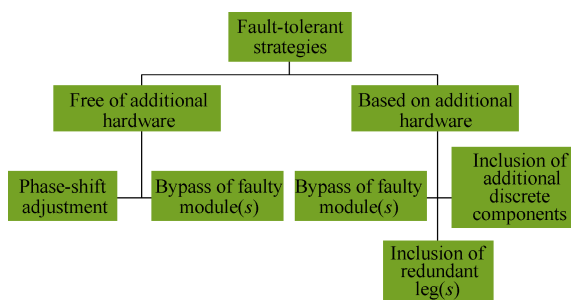 Fault-tolerant
strategies
Free of additional
hardware
Based on additional
hardware
Phase-shift
adjustment
Bypass of faulty
module(s)
Bypass of faulty
module(s)
Inclusion of
additional
discrete
components
Inclusion of
redundant
leg(s)